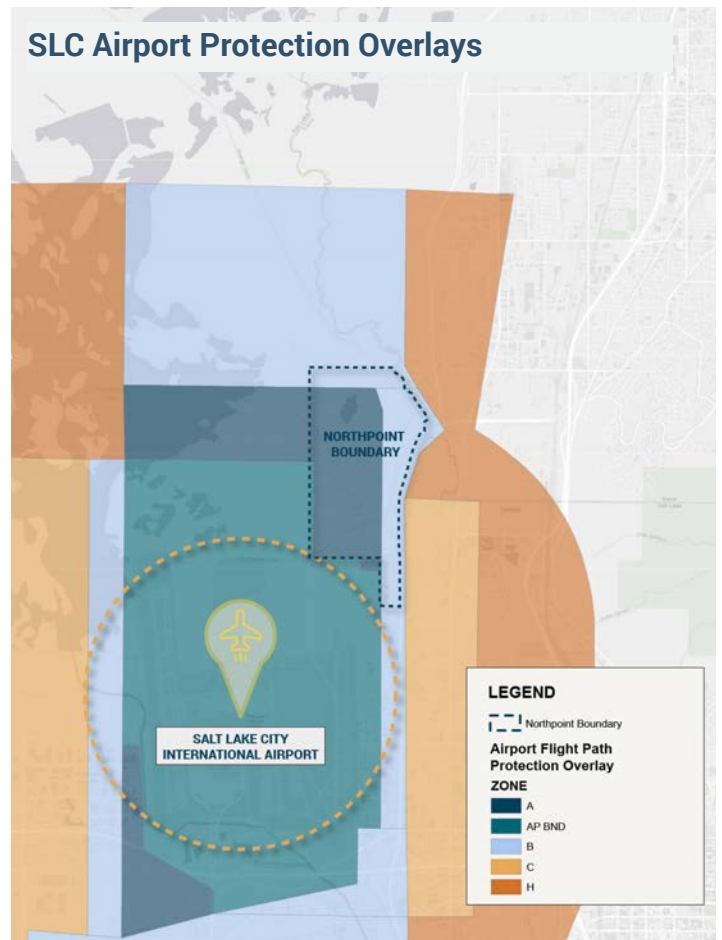 SLC Airport Protection Overlays
NORTHPOINT
BOUNDARY
SALT LAKE CITY
INTERNATIONAL AIRPORT
LEGEND
Northpoint Boundary
Airport Flight Path
Protection Overlay
ZONE
A
AP BND
B
C
H